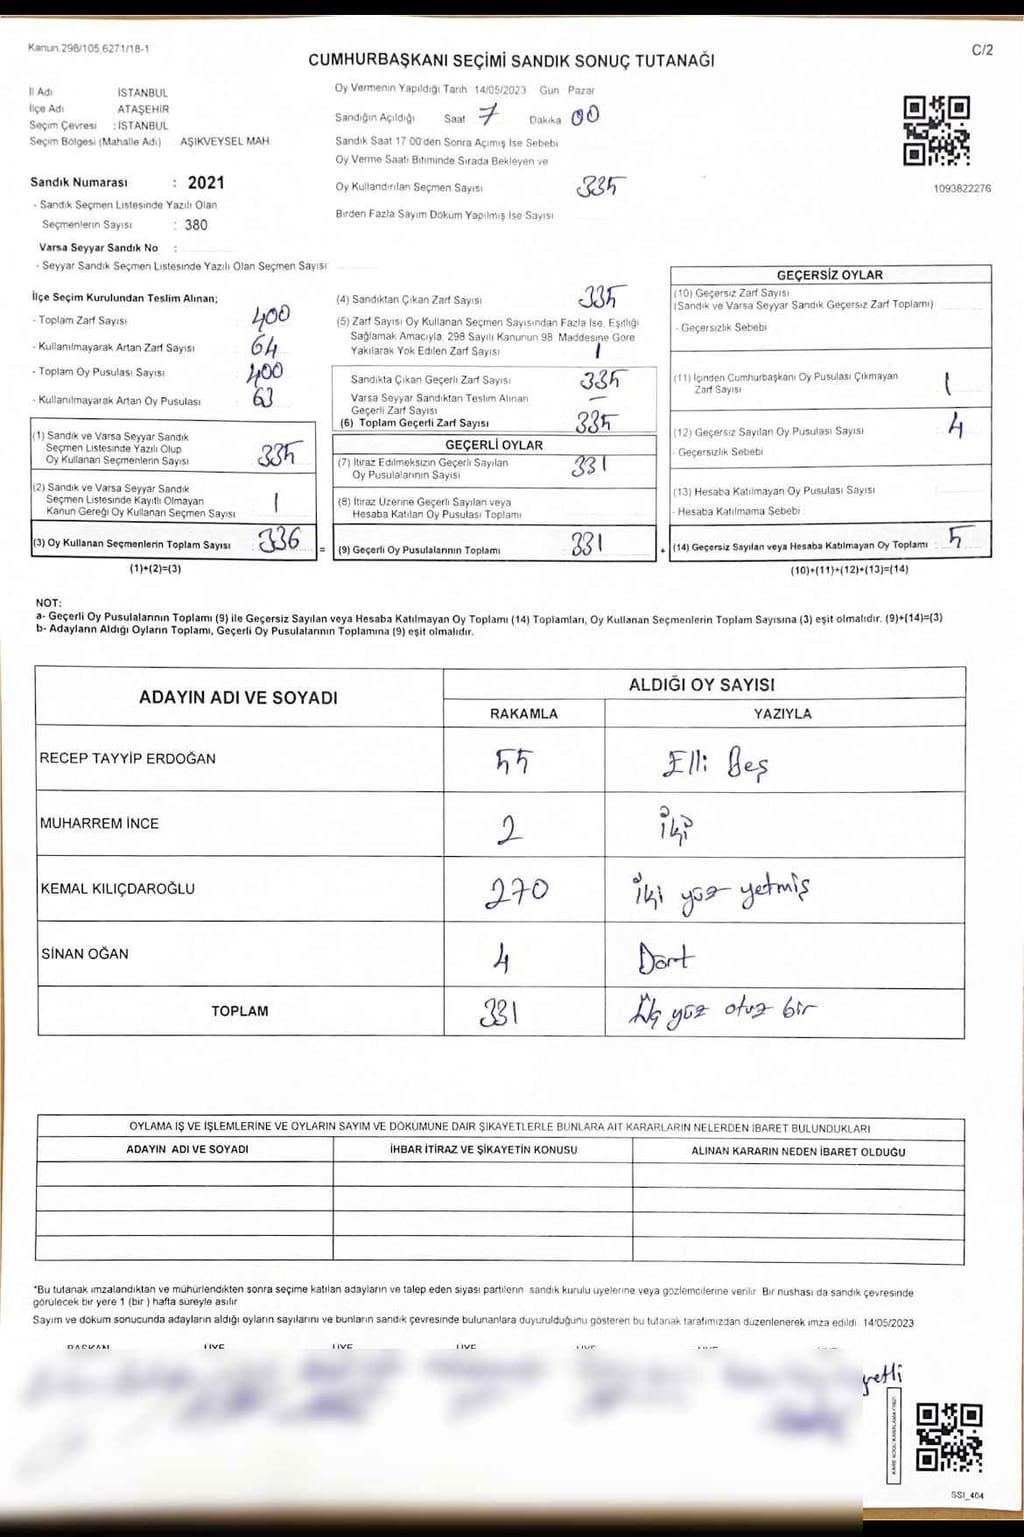 Kanun.298/105,6271/18-1
C/2
CUMHURBAŞKANI SEÇİMİ SANDIK SONUÇ TUTANAĞI
İl Adı İSTANBUL
İlçe Adı ATAŞEHİR
Seçim Çevresi : İSTANBUL
Seçim Bölgesi (Mahalle Adı) AŞIKVEYSEL MAH.
Sandık Numarası : 2021
- Sandık Seçmen Listesinde Yazılı Olan
Seçmenlerin Sayısı : 380
Varsa Seyyar Sandık No :
- Seyyar Sandık Seçmen Listesinde Yazılı Olan Seçmen Sayısı:
Oy Vermenin Yapıldığı Tarih 14/05/2023 Gün Pazar
Sandığın Açıldığı Saat 7 Dakika 00
Sandık Saat 17 00'den Sonra Açımış İse Sebebi
Oy Verme Saati Bitiminde Sırada Bekleyen ve
Oy Kullandırılan Seçmen Sayısı 335
Birden Fazla Sayım Döküm Yapılmış İse Sayısı
1093822276
İlçe Seçim Kurulundan Teslim Alınan;
- Toplam Zarf Sayısı 400
- Kullanılmayarak Artan Zarf Sayısı 64
- Toplam Oy Pusulası Sayısı 400
- Kullanılmayarak Artan Oy Pusulası 63
(1) Sandık ve Varsa Seyyar Sandık
Seçmen Listesinde Yazılı Olup
Oy Kullanan Seçmenlerin Sayısı 335
(2) Sandık ve Varsa Seyyar Sandık
Seçmen Listesinde Kayıtlı Olmayan
Kanun Gereği Oy Kullanan Seçmen Sayısı 1
(3) Oy Kullanan Seçmenlerin Toplam Sayısı 336
(1)+(2)=(3)
(4) Sandıktan Çıkan Zarf Sayısı 335
(5) Zarf Sayısı Oy Kullanan Seçmen Sayısından Fazla İse, Eşitliği
Sağlamak Amacıyla, 298 Sayılı Kanunun 98 Maddesine Göre
Yakılarak Yok Edilen Zarf Sayısı 1
Sandıkta Çıkan Geçerli Zarf Sayısı 335
Varsa Seyyar Sandıktan Teslim Alınan
Geçerli Zarf Sayısı –
(6) Toplam Geçerli Zarf Sayısı 335
GEÇERLİ OYLAR
(7) İtiraz Edilmeksizin Geçerli Sayılan
Oy Pusulalarının Sayısı 331
(8) İtiraz Üzerine Geçerli Sayılan veya
Hesaba Katılan Oy Pusulası Toplamı
= (9) Geçerli Oy Pusulalarının Toplamı 331
GEÇERSİZ OYLAR
(10) Geçersiz Zarf Sayısı
(Sandık ve Varsa Seyyar Sandık Geçersiz Zarf Toplamı)
- Geçersizlik Sebebi
(11) İçinden Cumhurbaşkanı Oy Pusulası Çıkmayan
Zarf Sayısı 1
(12) Geçersiz Sayılan Oy Pusulası Sayısı 4
- Geçersizlik Sebebi
(13) Hesaba Katılmayan Oy Pusulası Sayısı
- Hesaba Katılmama Sebebi :
+ (14) Geçersiz Sayılan veya Hesaba Katılmayan Oy Toplamı : 5
(10)+(11)+(12)+(13)=(14)
NOT:
a- Geçerli Oy Pusulalarının Toplamı (9) ile Geçersiz Sayılan veya Hesaba Katılmayan Oy Toplamı (14) Toplamları, Oy Kullanan Seçmenlerin Toplam Sayısına (3) eşit olmalıdır. (9)+(14)=(3)
b- Adayların Aldığı Oyların Toplamı, Geçerli Oy Pusulalarının Toplamına (9) eşit olmalıdır.
ADAYIN ADI VE SOYADI ALDIĞI OY SAYISI
RAKAMLA YAZIYLA
RECEP TAYYİP ERDOĞAN 55 Elli Beş
MUHARREM İNCE 2 İki
KEMAL KILIÇDAROĞLU 270 İki yüz yetmiş
SİNAN OĞAN 4 Dört
TOPLAM 331 Üç yüz otuz bir
OYLAMA İŞ VE İŞLEMLERİNE VE OYLARIN SAYIM VE DÖKÜMÜNE DAİR ŞİKAYETLERLE BUNLARA AİT KARARLARIN NELERDEN İBARET BULUNDUKLARI
ADAYIN ADI VE SOYADI İHBAR İTİRAZ VE ŞİKAYETİN KONUSU ALINAN KARARIN NEDEN İBARET OLDUĞU
*Bu tutanak imzalandıktan ve mühürlendikten sonra seçime katılan adayların ve talep eden siyasi partilerin sandık kurulu üyelerine veya gözlemcilerine verilir. Bir nüshası da sandık çevresinde
görülecek bir yere 1 (bir ) hafta süreyle asılır
Sayım ve döküm sonucunda adayların aldığı oyların sayılarını ve bunların sandık çevresinde bulunanlara duyurulduğunu gösteren bu tutanak tarafımızdan düzenlenerek imza edildi 14/05/2023
BAŞKAN ÜYE ÜYE ÜYE ÜYE
SSI_404